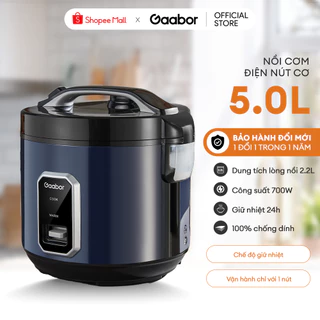 Shopee Mall x Gaabor OFFICIAL STORE
NỒI CƠM
ĐIỆN NÚT CƠ
5.0L
BẢO HÀNH ĐỔI MỚI
1 ĐỔI 1 TRONG 1 NĂM
Dung tích lòng nồi 2.2L
Công suất 700W
Giữ nhiệt 24h
100% chống dính
Chế độ giữ nhiệt
Vận hành chỉ với 1 nút
Gaabor